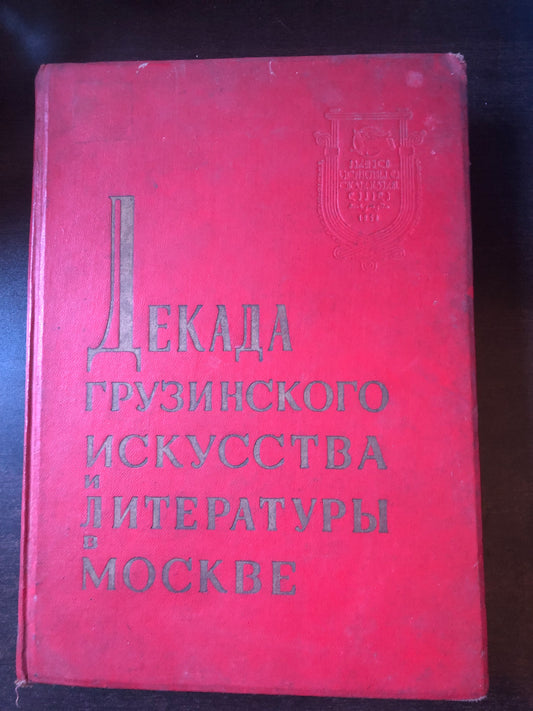 ДЕКАДА
ГРУЗИНСКОГО
ИСКУССТВА
И
ЛИТЕРАТУРЫ
В
МОСКВЕ